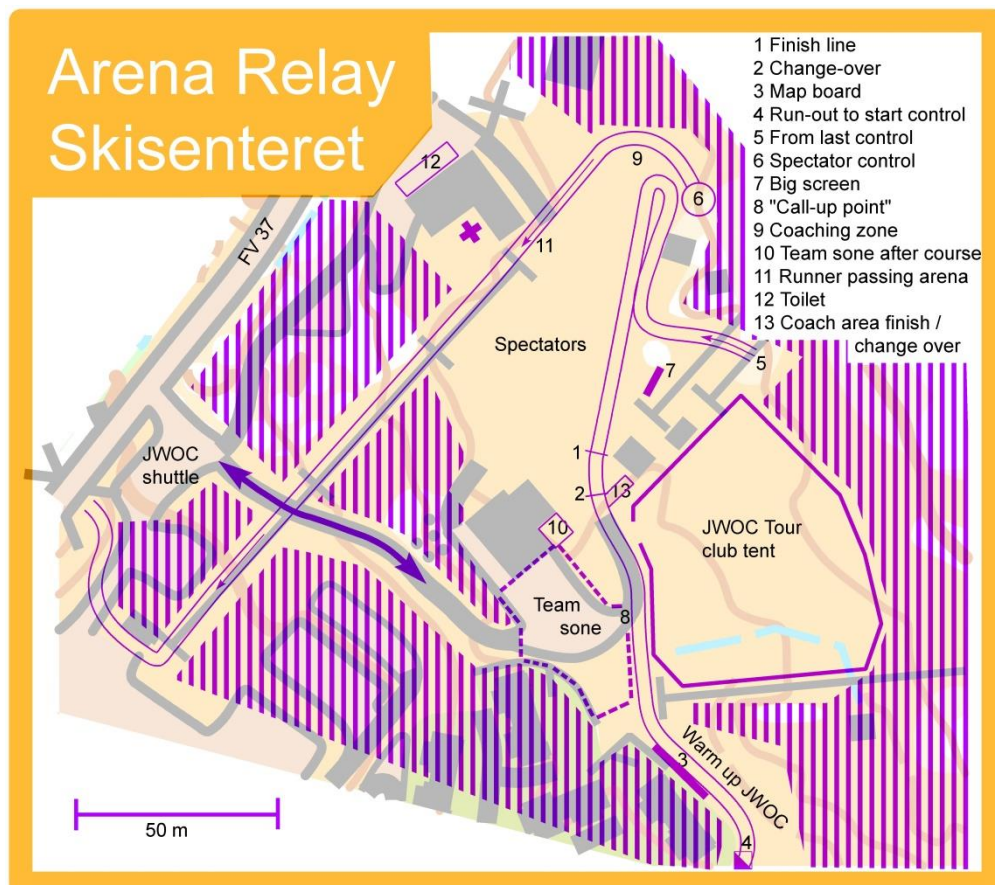 Arena Relay
Skisenteret
1 Finish line
2 Change-over
3 Map board
4 Run-out to start control
5 From last control
6 Spectator control
7 Big screen
8 "Call-up point"
9 Coaching zone
10 Team sone after course
11 Runner passing arena
12 Toilet
13 Coach area finish /
change over
12
9
6
FV 37
11
Spectators
5
7
JWOC
shuttle
1
2
13
10
JWOC Tour
club tent
Team
sone
8
3
Warm up JWOC
4
50 m